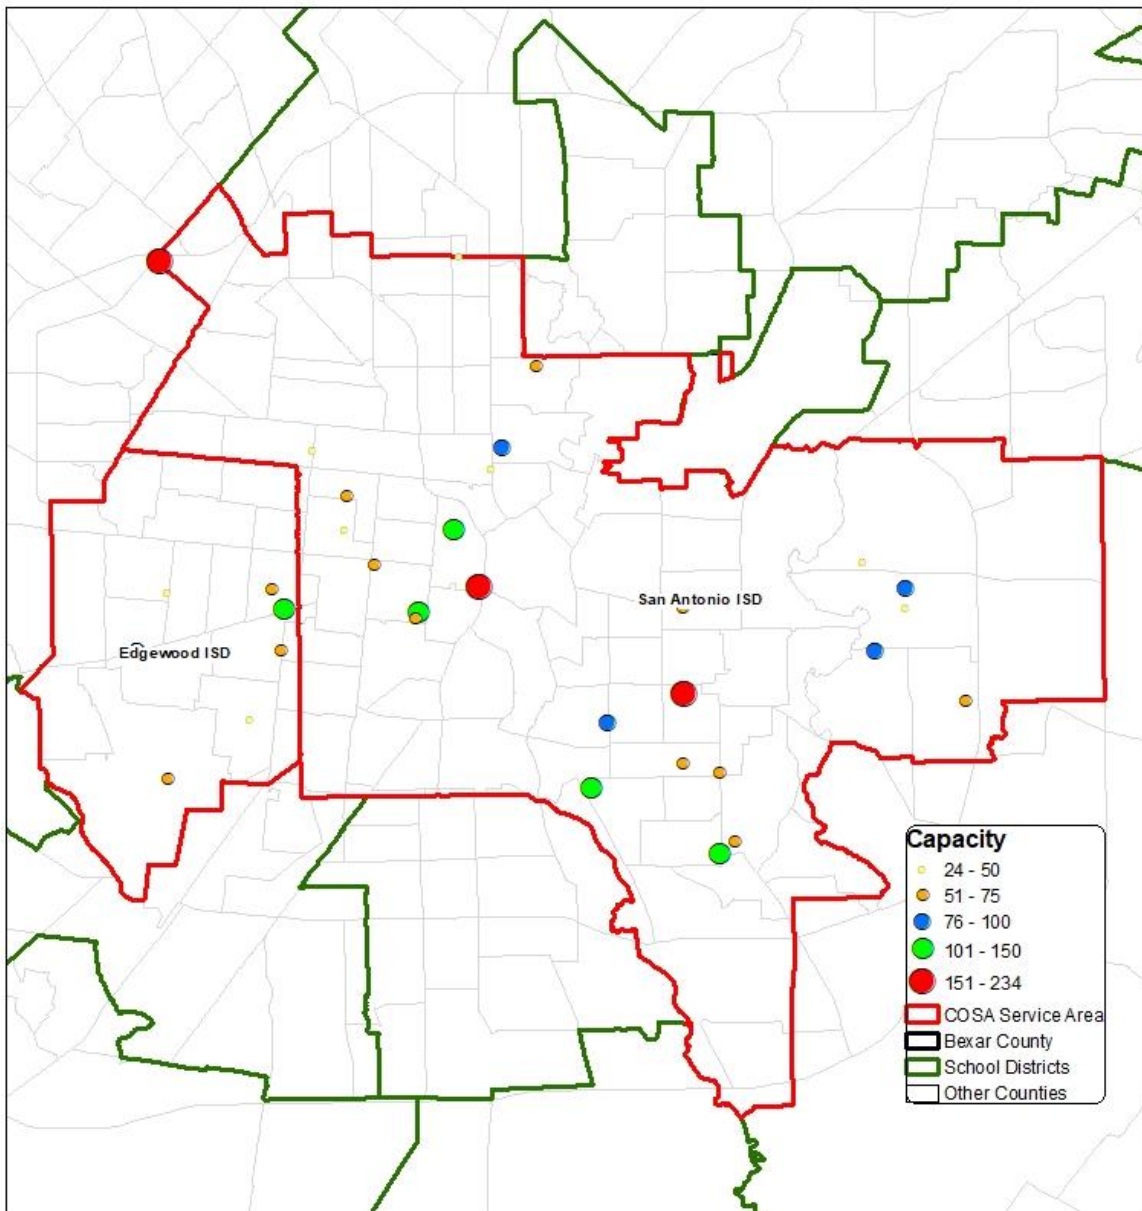 San Antonio ISD
Edgewood ISD
Capacity
24 - 50
51 - 75
76 - 100
101 - 150
151 - 234
COSA Service Area
Bexar County
School Districts
Other Counties